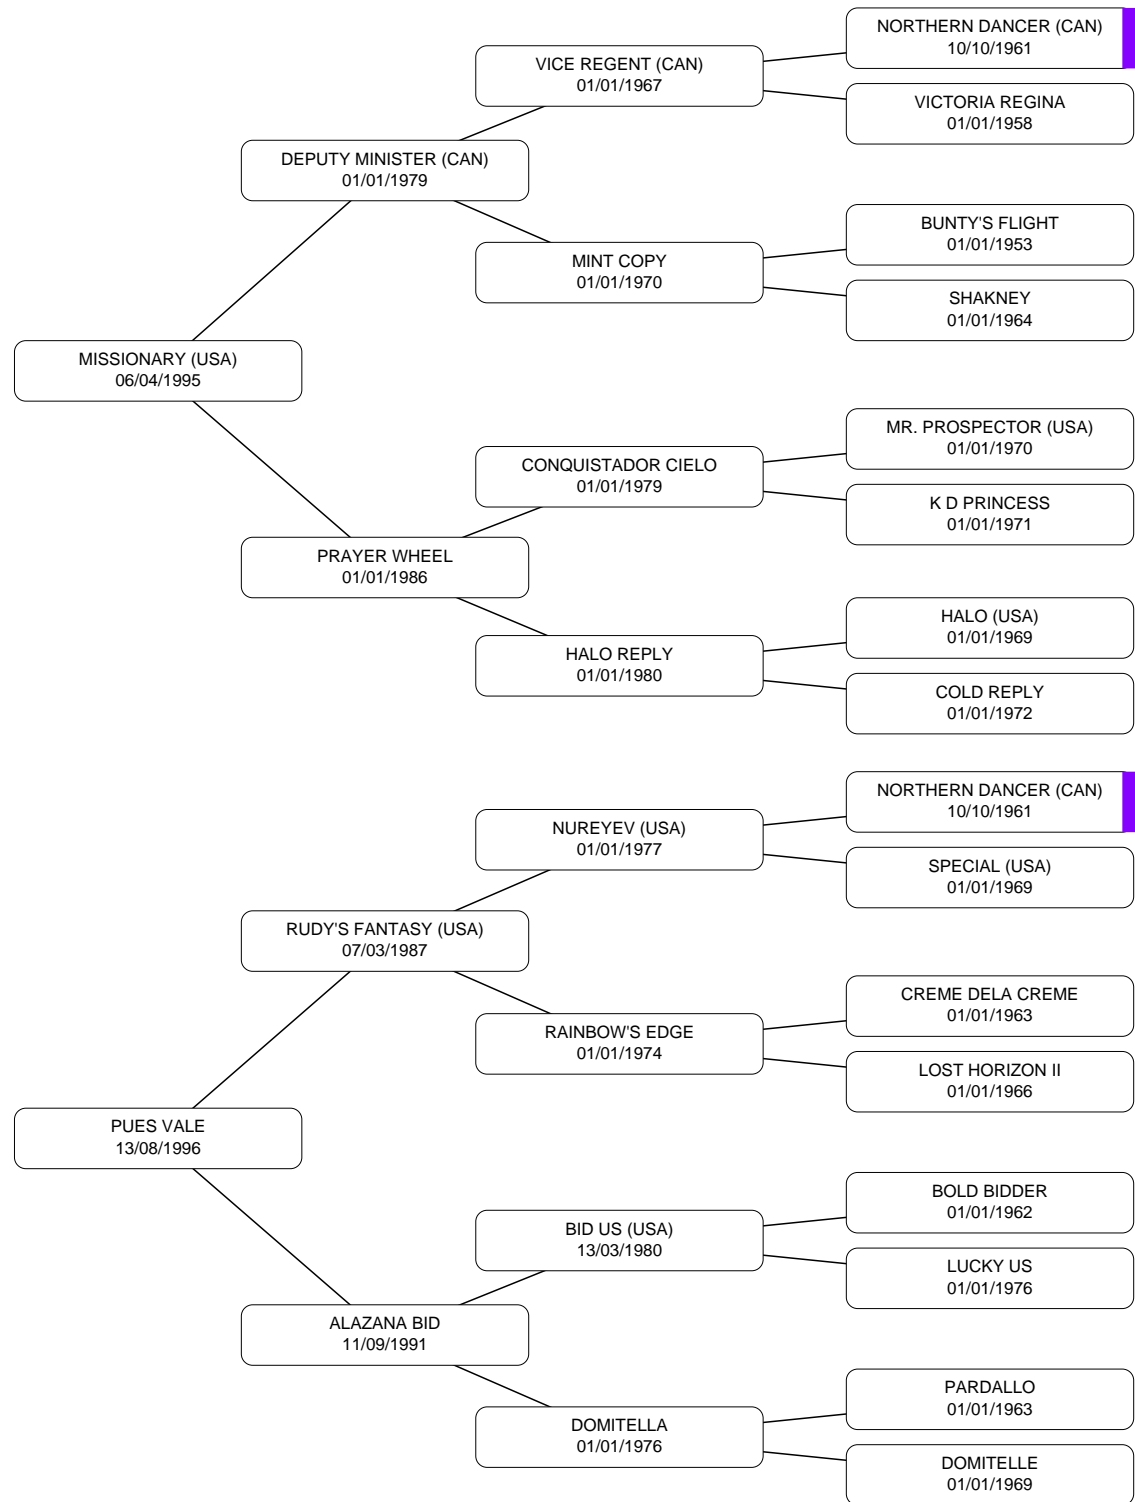 NORTHERN DANCER (CAN)
10/10/1961
VICE REGENT (CAN)
01/01/1967
VICTORIA REGINA
01/01/1958
DEPUTY MINISTER (CAN)
01/01/1979
BUNTY'S FLIGHT
01/01/1953
MINT COPY
01/01/1970
SHAKNEY
01/01/1964
MISSIONARY (USA)
06/04/1995
MR. PROSPECTOR (USA)
01/01/1970
CONQUISTADOR CIELO
01/01/1979
K D PRINCESS
01/01/1971
PRAYER WHEEL
01/01/1986
HALO (USA)
01/01/1969
HALO REPLY
01/01/1980
COLD REPLY
01/01/1972
NORTHERN DANCER (CAN)
10/10/1961
NUREYEV (USA)
01/01/1977
SPECIAL (USA)
01/01/1969
RUDY'S FANTASY (USA)
07/03/1987
CREME DELA CREME
01/01/1963
RAINBOW'S EDGE
01/01/1974
LOST HORIZON II
01/01/1966
PUES VALE
13/08/1996
BOLD BIDDER
01/01/1962
BID US (USA)
13/03/1980
LUCKY US
01/01/1976
ALAZANA BID
11/09/1991
PARDALLO
01/01/1963
DOMITELLA
01/01/1976
DOMITELLE
01/01/1969